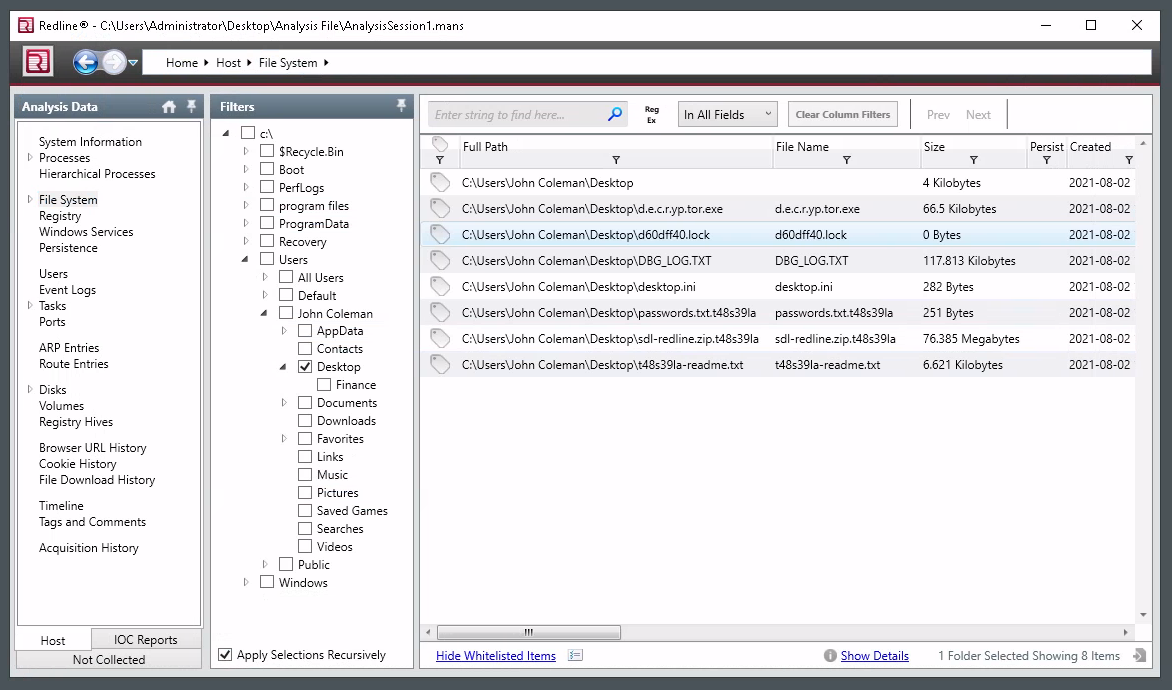 Redline® - C:\Users\Administrator\Desktop\Analysis File\AnalysisSession1.mans
Home Host File System
Analysis Data
System Information
Processes
Hierarchical Processes
File System
Registry
Windows Services
Persistence
Users
Event Logs
Tasks
Ports
ARP Entries
Route Entries
Disks
Volumes
Registry Hives
Browser URL History
Cookie History
File Download History
Timeline
Tags and Comments
Acquisition History
Host
IOC Reports
Not Collected
Filters
c:\
$Recycle.Bin
Boot
PerfLogs
program files
ProgramData
Recovery
Users
All Users
Default
John Coleman
AppData
Contacts
Desktop
Finance
Documents
Downloads
Favorites
Links
Music
Pictures
Saved Games
Searches
Videos
Public
Windows
Apply Selections Recursively
Enter string to find here...
Reg
Ex
In All Fields
Clear Column Filters
Prev Next
Full Path File Name Size Persist Created
C:\Users\John Coleman\Desktop 4 Kilobytes 2021-08-02
C:\Users\John Coleman\Desktop\d.e.c.r.yp.tor.exe d.e.c.r.yp.tor.exe 66.5 Kilobytes 2021-08-02
C:\Users\John Coleman\Desktop\d60dff40.lock d60dff40.lock 0 Bytes 2021-08-02
C:\Users\John Coleman\Desktop\DBG_LOG.TXT DBG_LOG.TXT 117.813 Kilobytes 2021-08-02
C:\Users\John Coleman\Desktop\desktop.ini desktop.ini 282 Bytes 2021-08-02
C:\Users\John Coleman\Desktop\passwords.txt.t48s39la passwords.txt.t48s39la 251 Bytes 2021-08-02
C:\Users\John Coleman\Desktop\sdl-redline.zip.t48s39la sdl-redline.zip.t48s39la 76.385 Megabytes 2021-08-02
C:\Users\John Coleman\Desktop\t48s39la-readme.txt t48s39la-readme.txt 6.621 Kilobytes 2021-08-02
Hide Whitelisted Items
Show Details
1 Folder Selected Showing 8 Items